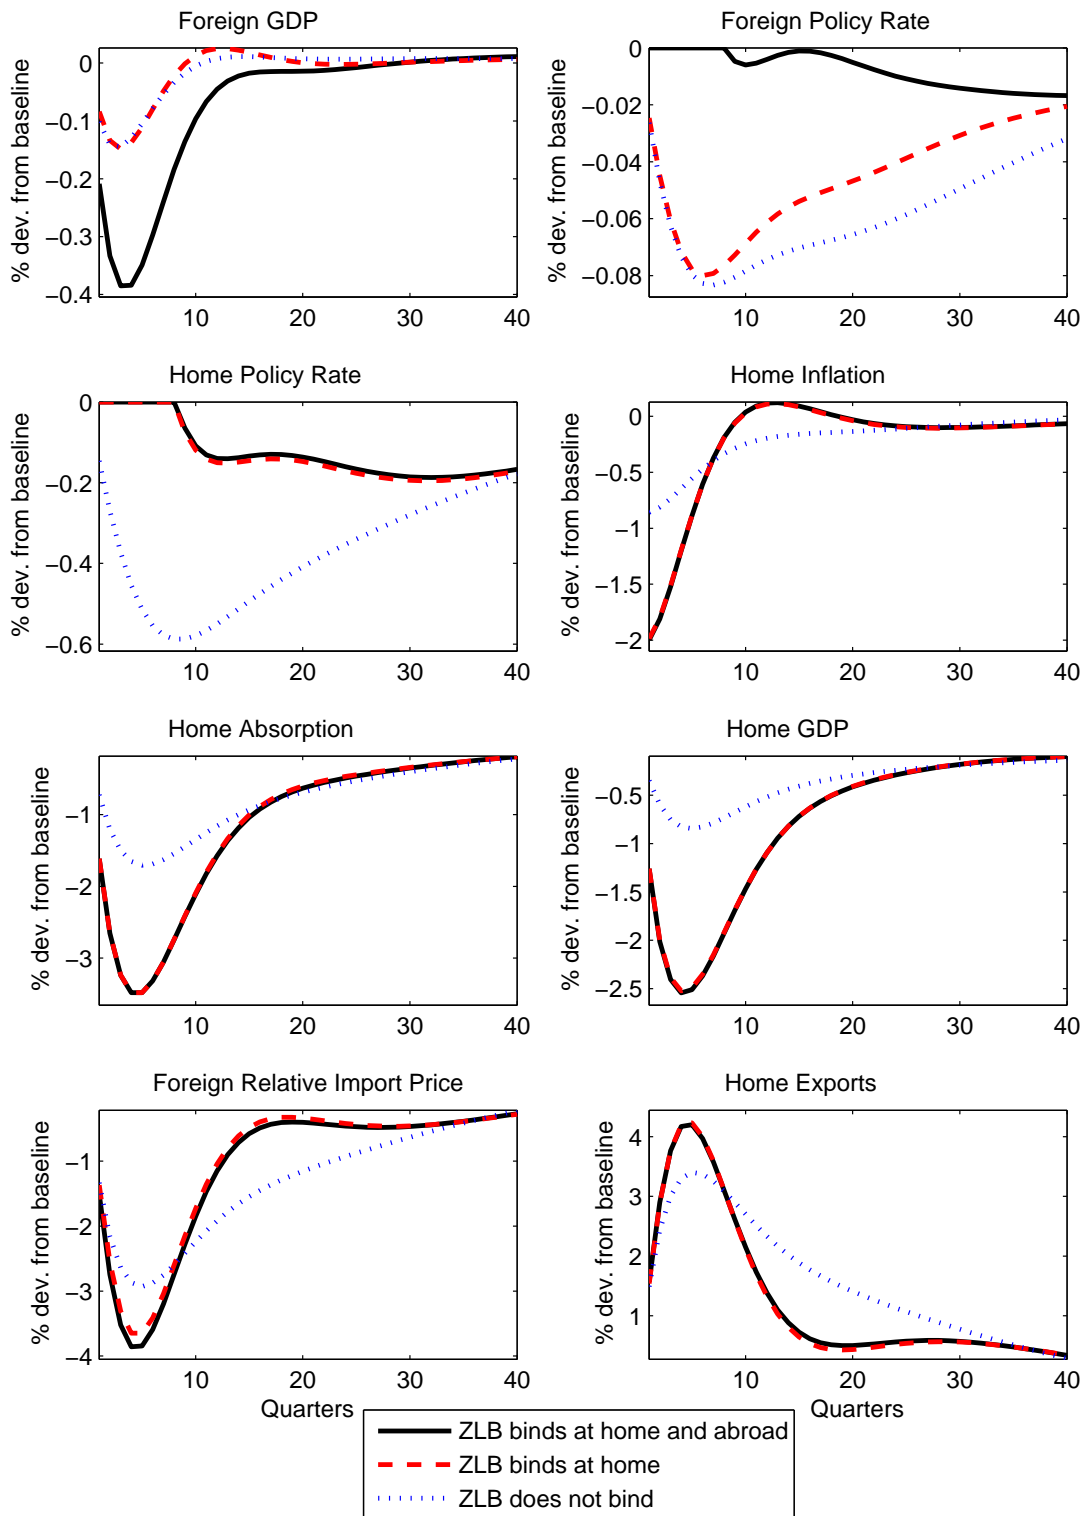 Foreign GDP
% dev. from baseline
0
−0.1
−0.2
−0.3
−0.4
10 20 30 40
Foreign Policy Rate
% dev. from baseline
0
−0.02
−0.04
−0.06
−0.08
10 20 30 40
Home Policy Rate
% dev. from baseline
0
−0.2
−0.4
−0.6
10 20 30 40
Home Inflation
% dev. from baseline
0
−0.5
−1
−1.5
−2
10 20 30 40
Home Absorption
% dev. from baseline
−1
−2
−3
10 20 30 40
Home GDP
% dev. from baseline
−0.5
−1
−1.5
−2
−2.5
10 20 30 40
Foreign Relative Import Price
% dev. from baseline
−1
−2
−3
−4
10 20 30 40
Quarters
Home Exports
% dev. from baseline
4
3
2
1
10 20 30 40
Quarters
ZLB binds at home and abroad
ZLB binds at home
ZLB does not bind